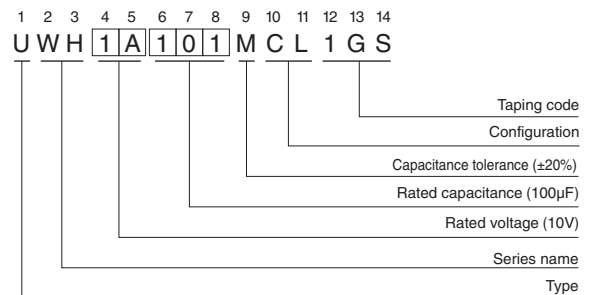 1 2 3 4 5 6 7 8 9 10 11 12 13 14
U W H 1 A 1 0 1 M C L 1 G S
Taping code
Configuration
Capacitance tolerance (±20%)
Rated capacitance (100µF)
Rated voltage (10V)
Series name
Type